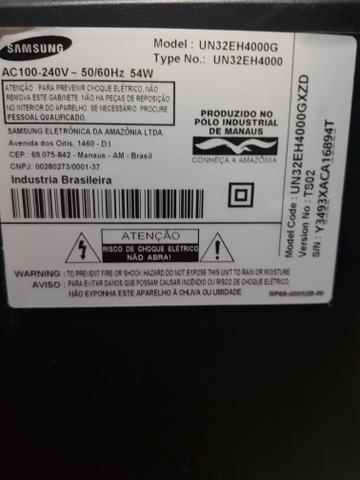 SAMSUNG
Model : UN32EH4000G
Type No.: UN32EH4000
AC100-240V ~ 50/60Hz 54W
ATENÇÃO : PARA PREVENIR CHOQUE ELÉTRICO, NÃO
REMOVA ESTE GABINETE. NÃO HÁ PEÇAS DE REPOSIÇÃO
NO INTERIOR DO APARELHO. SE NECESSÁRIO, PROCURE
PESSOAL QUALIFICADO.
SAMSUNG ELETRÔNICA DA AMAZÔNIA LTDA.
Avenida dos Oitis, 1460 - D.I
CEP. 69.075-842 - Manaus - AM - Brasil
CNPJ: 00280273/0001-37
Industria Brasileira
PRODUZIDO NO
PÓLO INDUSTRIAL
DE MANAUS
CONHEÇA A AMAZÔNIA
Model Code : UN32EH4000GXZD
Version No : TS02
S/N : Y3493XACA16894T
ATENÇÃO
RISCO DE CHOQUE ELÉTRICO
NÃO ABRA!
WARNING : TO PREVENT FIRE OR SHOCK HAZARD DO NOT EXPOSE THIS UNIT TO RAIN OR MOISTURE
AVISO : PARA EVITAR DANOS QUE POSSAM CAUSAR INCÊNDIO OU RISCO DE CHOQUE ELÉTRICO,
NÃO EXPONHA ESTE APARELHO À CHUVA OU UMIDADE.